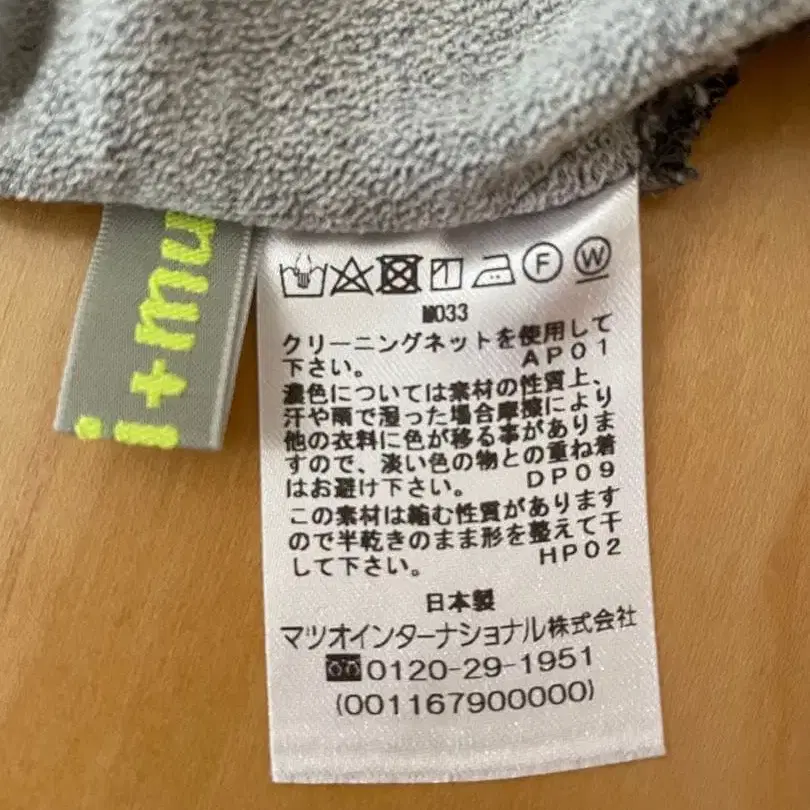 i+mu
F
W
M033
クリーニングネットを使用して
下さい。 AP01
濃色については素材の性質上、
汗や雨で湿った場合摩擦により
他の衣料に色が移る事がありま
すので、淡い色の物との重ね着
はお避け下さい。 DP09
この素材は縮む性質があります
ので半乾きのまま形を整えて干
して下さい。 HP02
日本製
マツオインターナショナル株式会社
0120-29-1951
(001167900000)